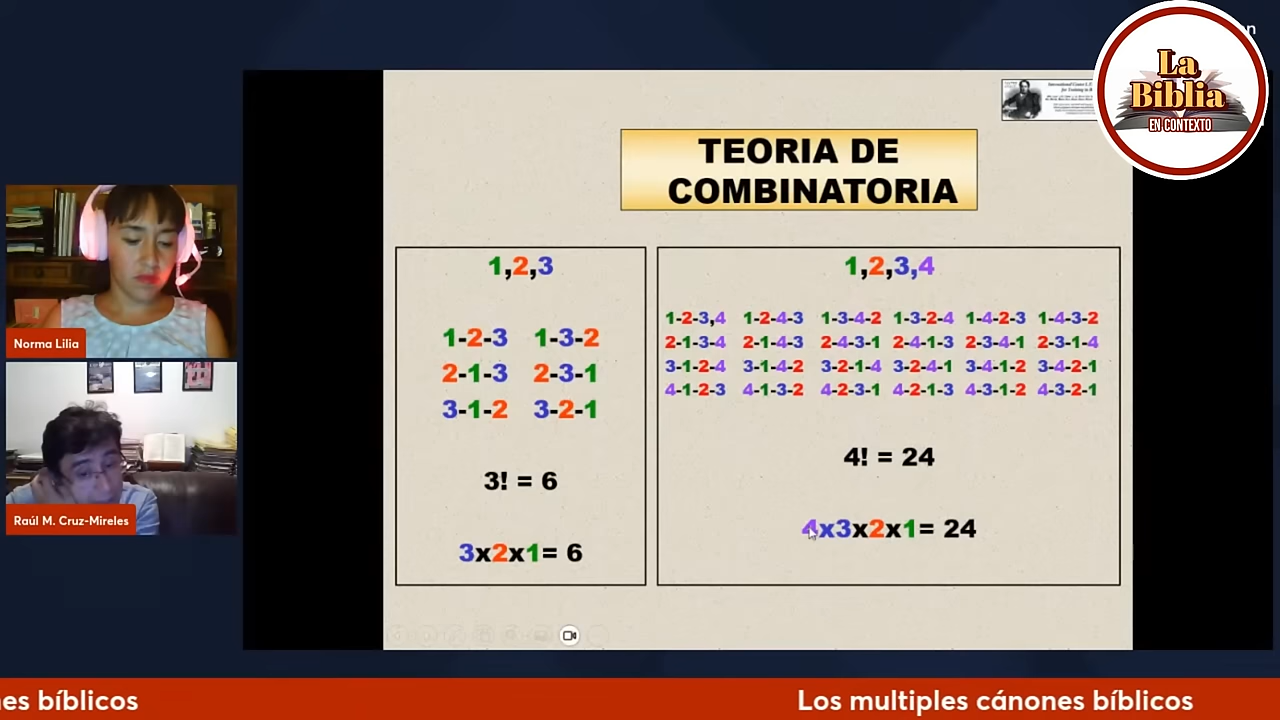 La
Biblia
EN CONTEXTO
TEORIA DE
COMBINATORIA
1,2,3
1-2-3 1-3-2
2-1-3 2-3-1
3-1-2 3-2-1
3! = 6
3x2x1= 6
1,2,3,4
1-2-3,4 1-2-4-3 1-3-4-2 1-3-2-4 1-4-2-3 1-4-3-2
2-1-3-4 2-1-4-3 2-4-3-1 2-4-1-3 2-3-4-1 2-3-1-4
3-1-2-4 3-1-4-2 3-2-1-4 3-2-4-1 3-4-1-2 3-4-2-1
4-1-2-3 4-1-3-2 4-2-3-1 4-2-1-3 4-3-1-2 4-3-2-1
4! = 24
4x3x2x1= 24
Norma Lilia
Raúl M. Cruz-Mireles
es bíblicos
Los multiples cánones bíblicos